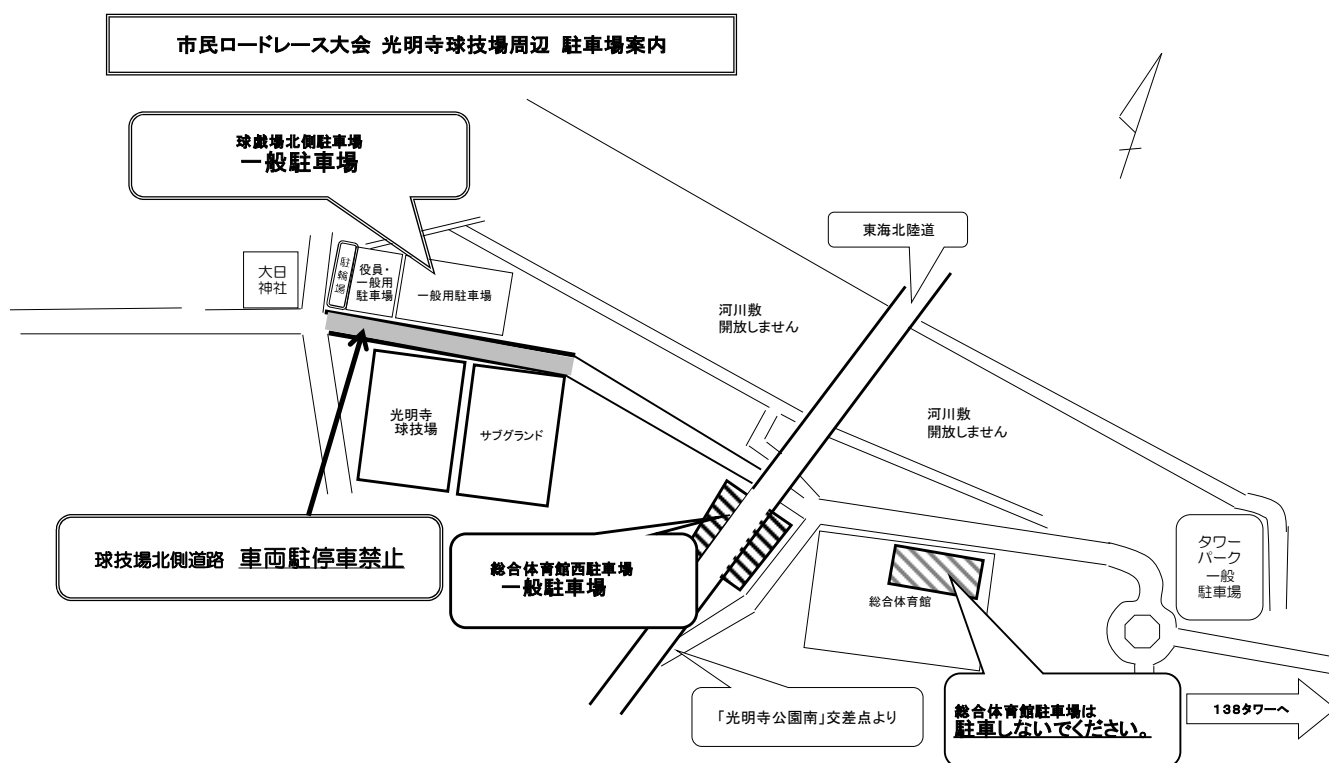 市民ロードレース大会 光明寺球技場周辺 駐車場案内
球戯場北側駐車場
一般駐車場
東海北陸道
大日
神社
駐輪場
役員・
一般用
駐車場
一般用駐車場
河川敷
開放しません
河川敷
開放しません
光明寺
球技場
サブグランド
球技場北側道路 車両駐停車禁止
総合体育館西駐車場
一般駐車場
総合体育館
タワー
パーク
一般
駐車場
「光明寺公園南」交差点より
総合体育館駐車場は
駐車しないでください。
138タワーへ